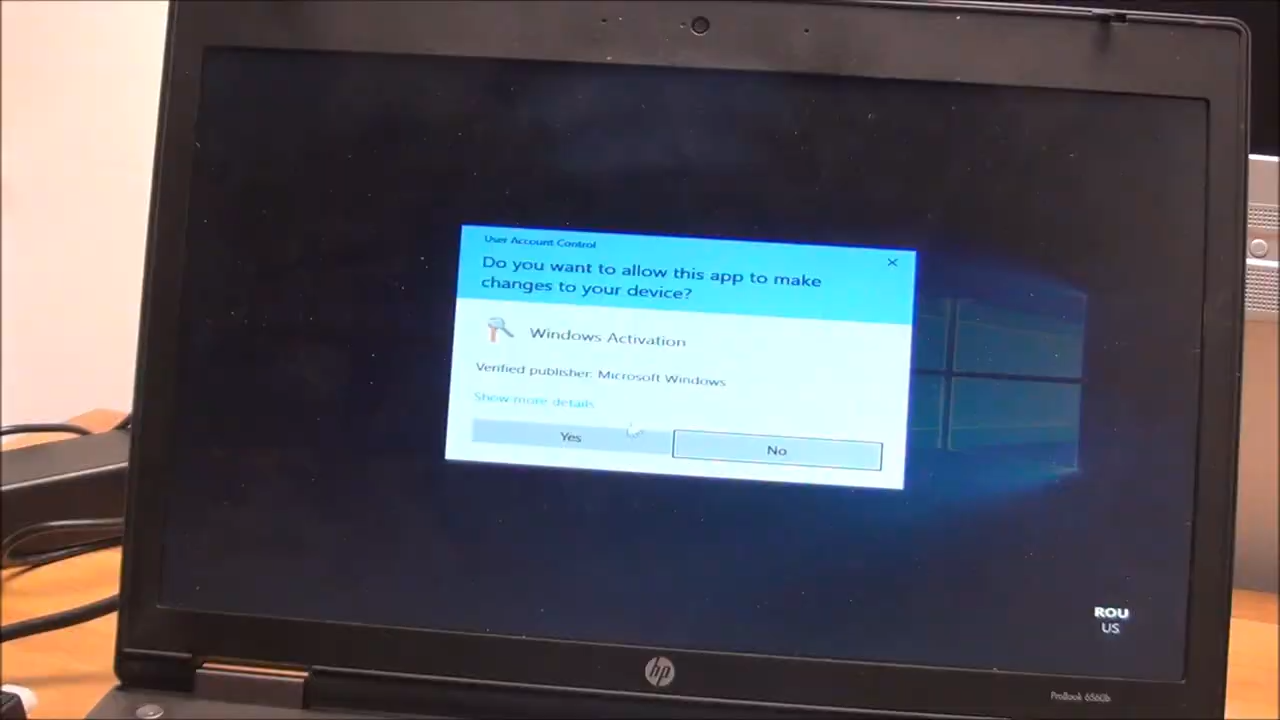 User Account Control
Do you want to allow this app to make
changes to your device?
Windows Activation
Verified publisher: Microsoft Windows
Show more details
Yes
No
ROU
US
hp
ProBook 6560b